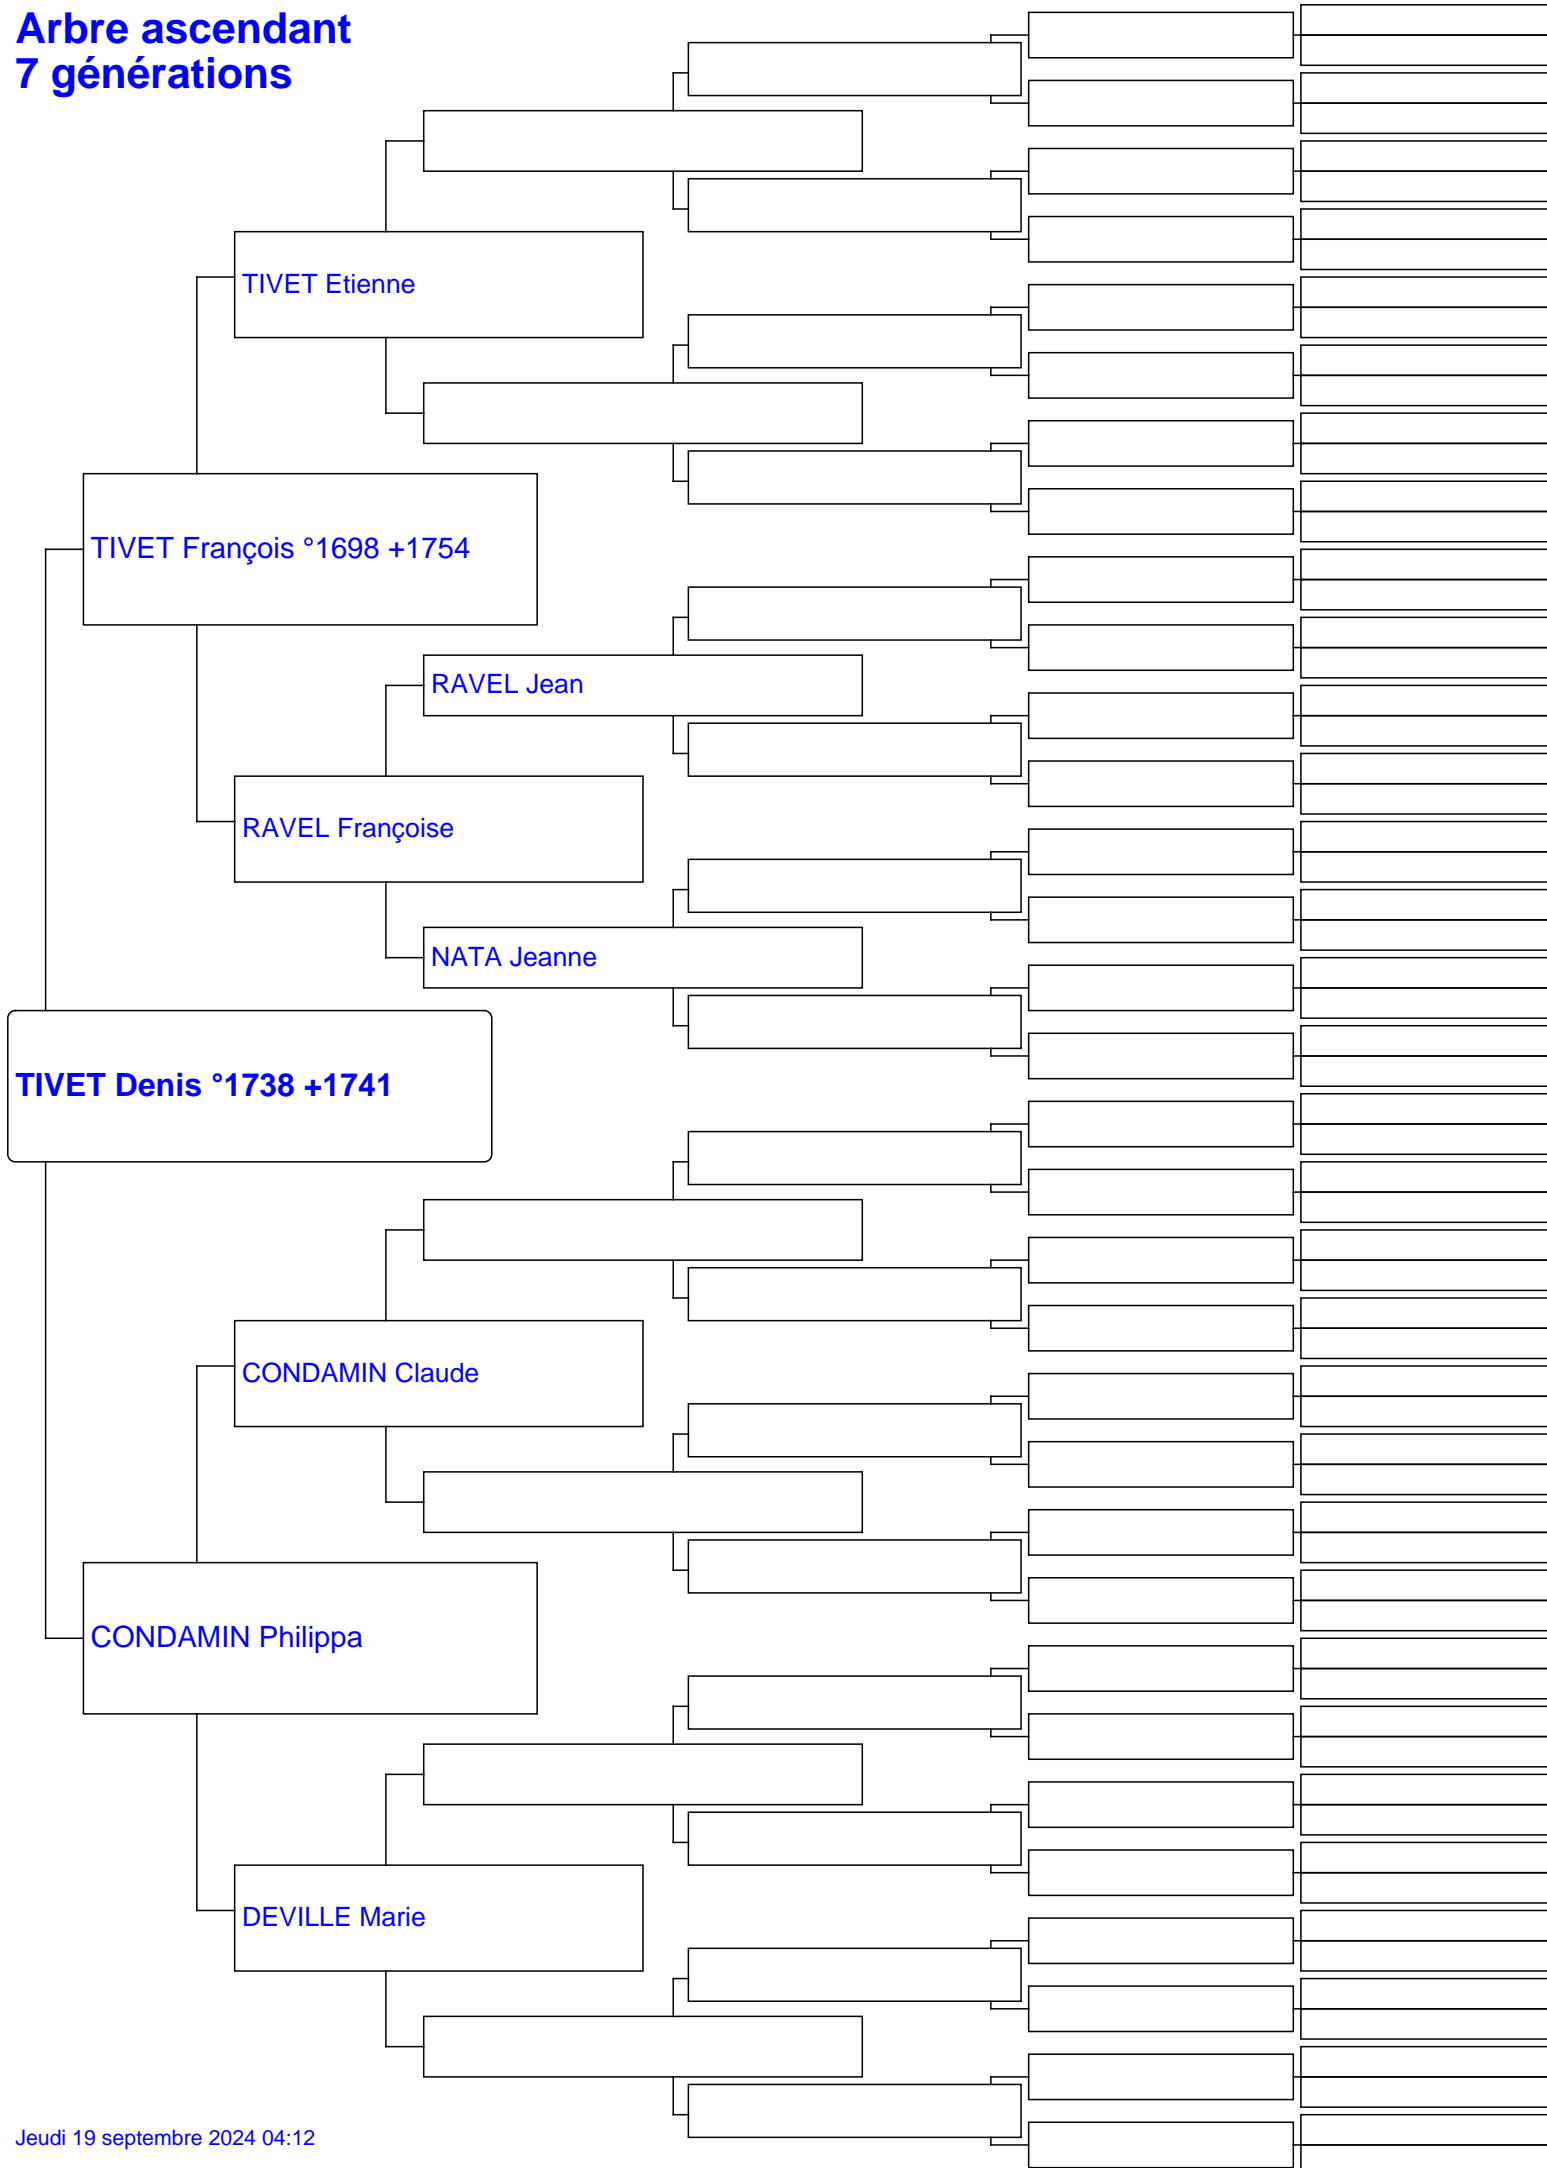 Arbre ascendant
7 générations
TIVET Etienne
TIVET François °1698 +1754
RAVEL Jean
RAVEL Françoise
NATA Jeanne
TIVET Denis °1738 +1741
CONDAMIN Claude
CONDAMIN Philippa
DEVILLE Marie
Jeudi 19 septembre 2024 04:12